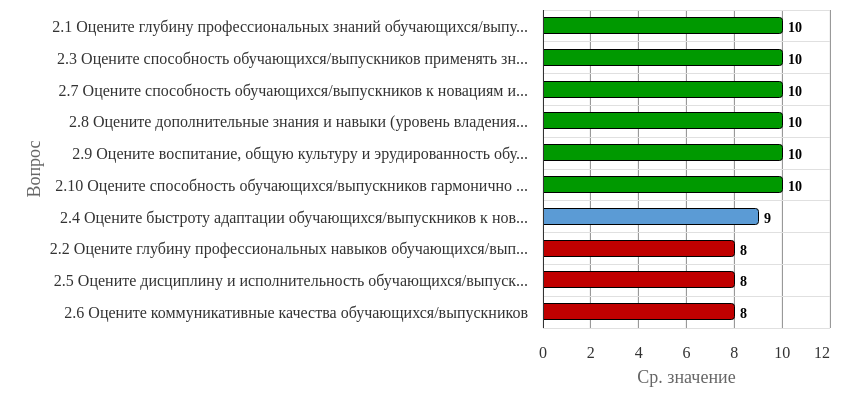 2.1 Оцените глубину профессиональных знаний обучающихся/выпу... 10
2.3 Оцените способность обучающихся/выпускников применять зн... 10
2.7 Оцените способность обучающихся/выпускников к новациям и... 10
2.8 Оцените дополнительные знания и навыки (уровень владения... 10
2.9 Оцените воспитание, общую культуру и эрудированность обу... 10
2.10 Оцените способность обучающихся/выпускников гармонично ... 10
2.4 Оцените быстроту адаптации обучающихся/выпускников к нов... 9
2.2 Оцените глубину профессиональных навыков обучающихся/вып... 8
2.5 Оцените дисциплину и исполнительность обучающихся/выпуск... 8
2.6 Оцените коммуникативные качества обучающихся/выпускников 8
Вопрос
0 2 4 6 8 10 12
Ср. значение